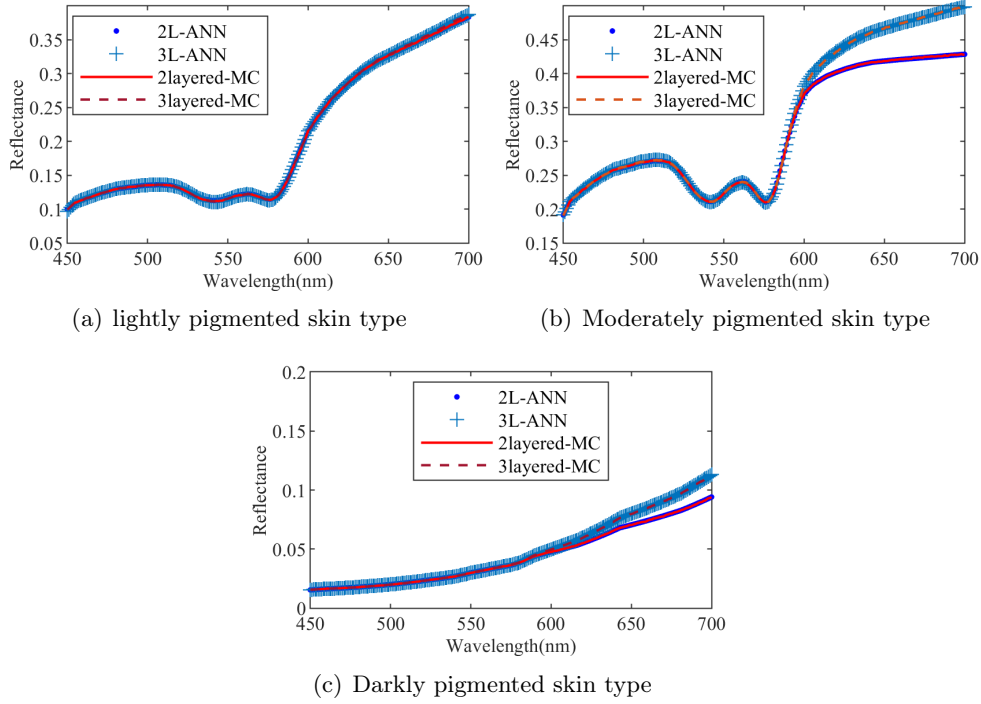 0.35
0.3
0.25
0.2
0.15
0.1
0.05
Reflectance
2L-ANN
3L-ANN
2layered-MC
3layered-MC
450 500 550 600 650 700
Wavelength(nm)
(a) lightly pigmented skin type
0.45
0.4
0.35
0.3
0.25
0.2
0.15
Reflectance
2L-ANN
3L-ANN
2layered-MC
3layered-MC
450 500 550 600 650 700
Wavelength(nm)
(b) Moderately pigmented skin type
0.2
0.15
0.1
0.05
0
Reflectance
2L-ANN
3L-ANN
2layered-MC
3layered-MC
450 500 550 600 650 700
Wavelength(nm)
(c) Darkly pigmented skin type